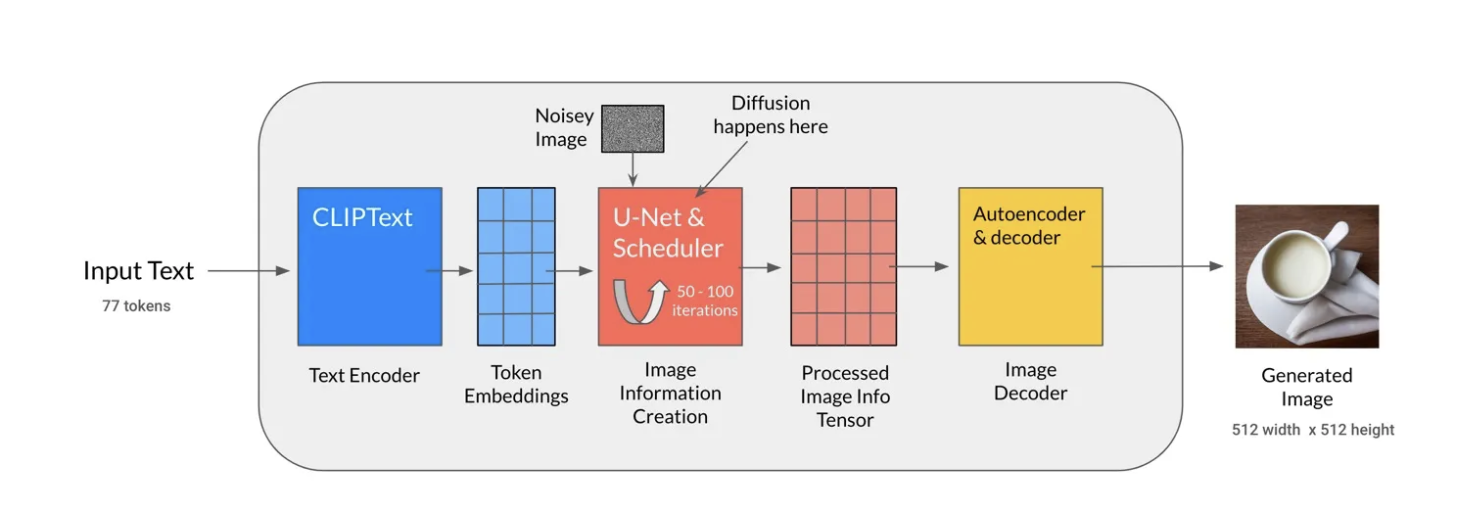 Noisey
Image
Diffusion
happens here
CLIPText
U-Net &
Scheduler
Autoencoder
& decoder
Input Text
77 tokens
50 - 100
iterations
Text Encoder
Token
Embeddings
Image
Information
Creation
Processed
Image Info
Tensor
Image
Decoder
Generated
Image
512 width x 512 height